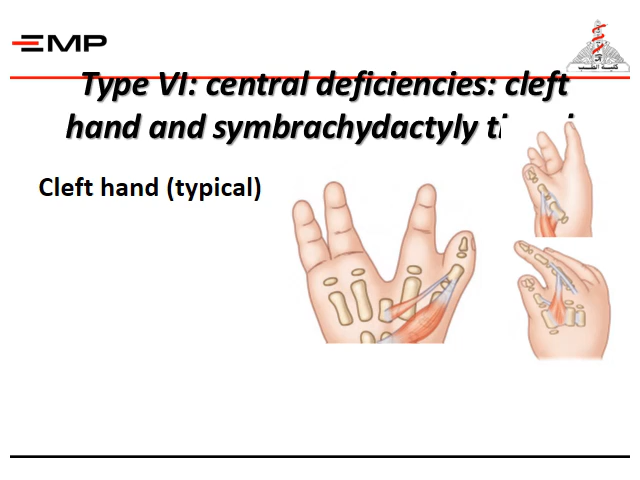 EMP
Type VI: central deficiencies: cleft
hand and symbrachydactyly
Cleft hand (typical)